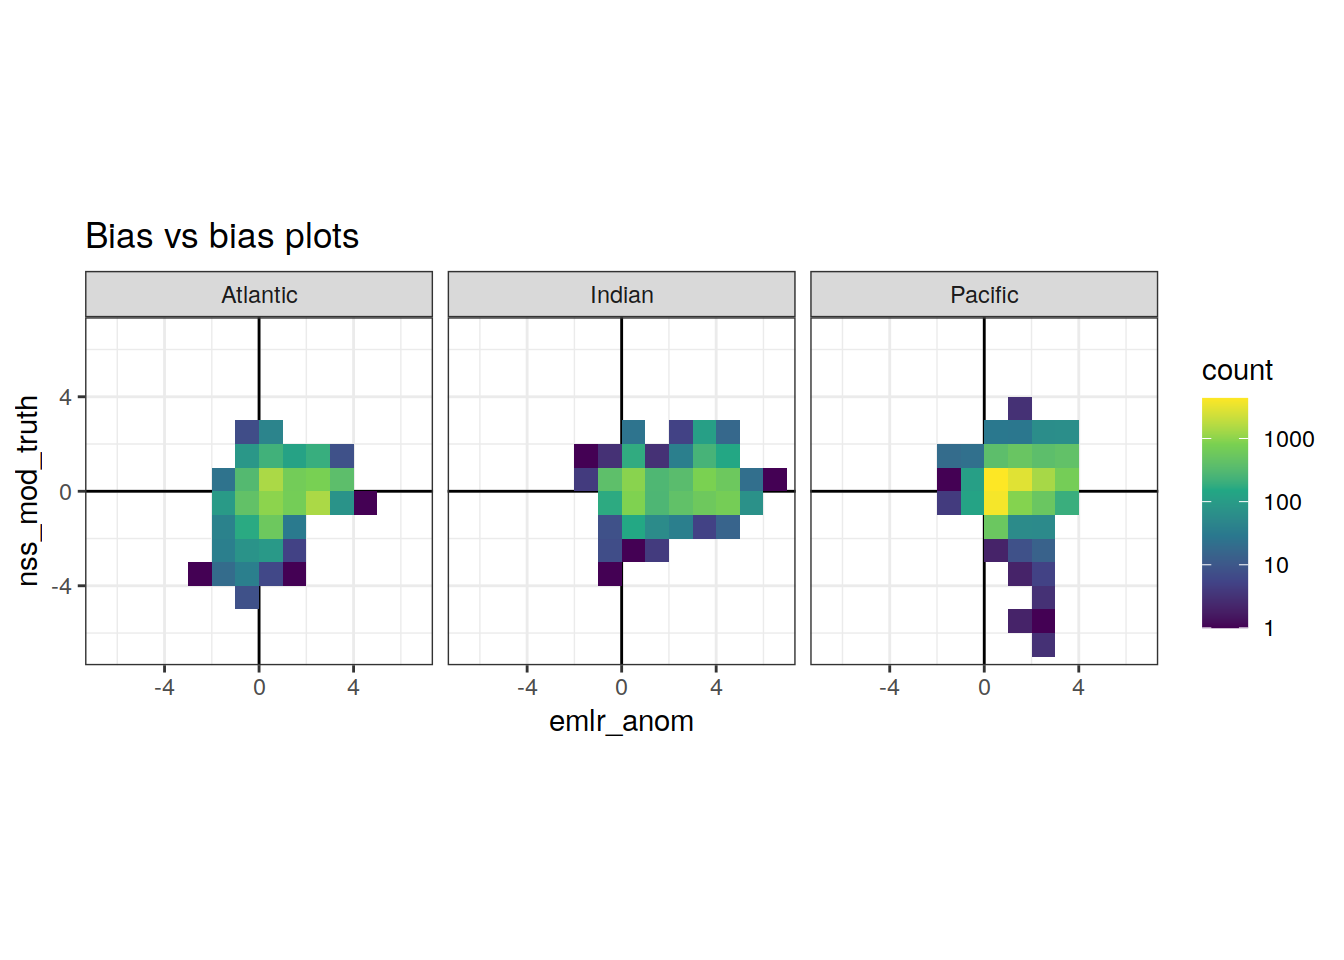 Bias vs bias plots
Atlantic
Indian
Pacific
nss_mod_truth
4
0
-4
-4
0
4
-4
0
4
-4
0
4
emlr_anom
count
1000
100
10
1